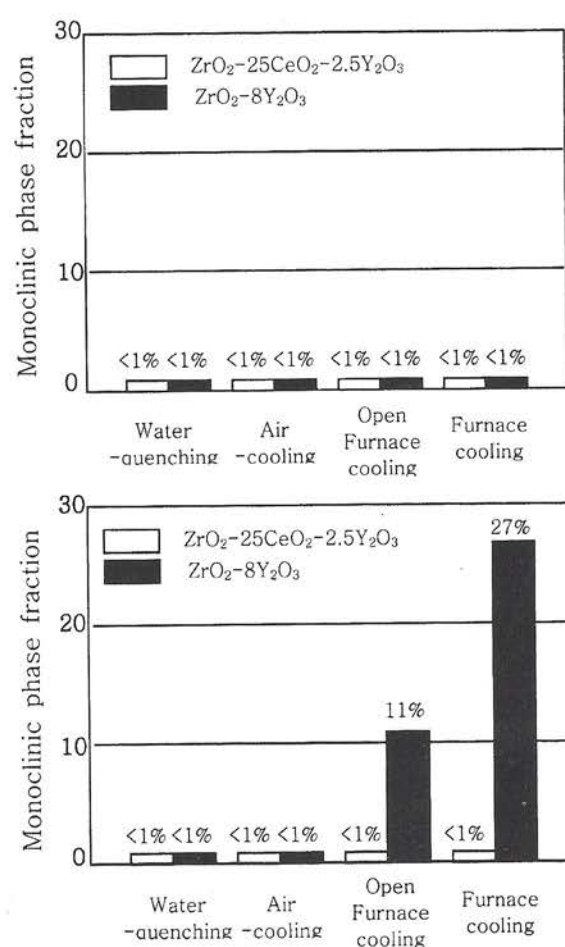 30
ZrO₂-25CeO₂-2.5Y₂O₃
ZrO₂-8Y₂O₃
Monoclinic phase fraction
20
10
<1% <1% <1% <1% <1% <1% <1% <1%
0
Water
-quenching
Air
-cooling
Open
Furnace
cooling
Furnace
cooling
30
ZrO₂-25CeO₂-2.5Y₂O₃
ZrO₂-8Y₂O₃
27%
Monoclinic phase fraction
20
11%
10
<1% <1% <1% <1% <1% <1%
0
Water
-quenching
Air
-cooling
Open
Furnace
cooling
Furnace
cooling